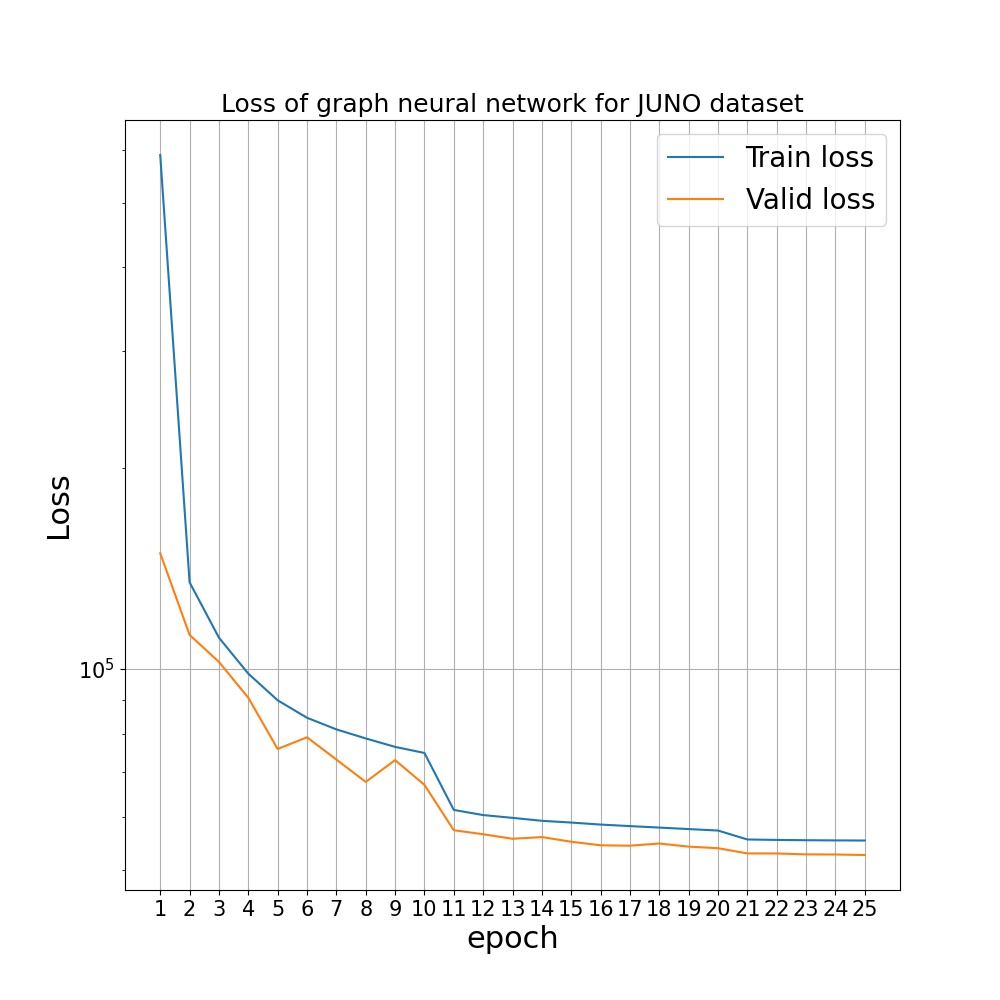 Loss of graph neural network for JUNO dataset
Train loss
Valid loss
Loss
10⁵
1 2 3 4 5 6 7 8 9 10 11 12 13 14 15 16 17 18 19 20 21 22 23 24 25
epoch